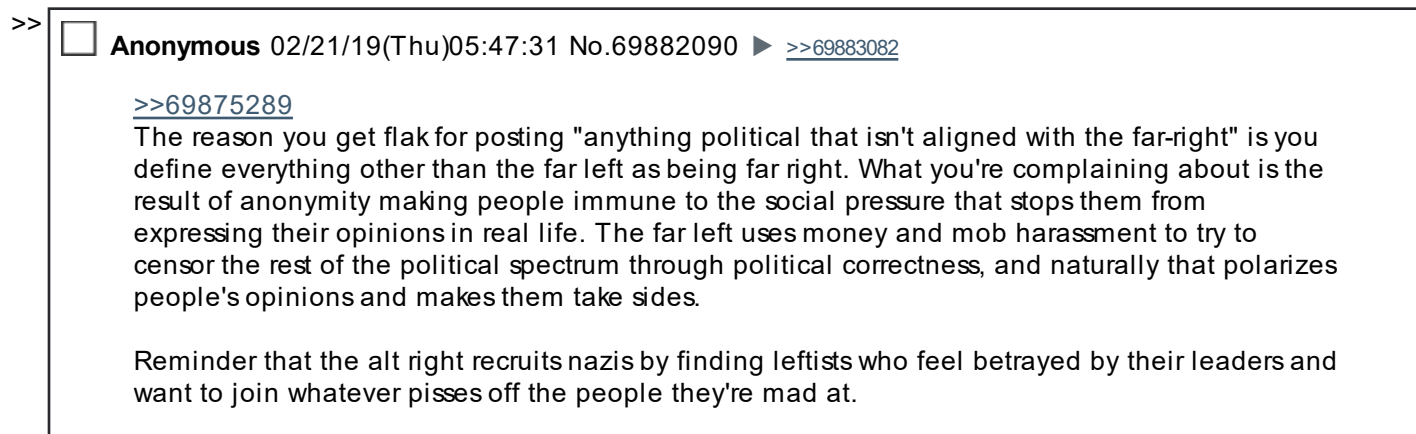 >>
Anonymous 02/21/19(Thu)05:47:31 No.69882090 ▶ >>69883082
>>69875289
The reason you get flak for posting "anything political that isn't aligned with the far-right" is you
define everything other than the far left as being far right. What you're complaining about is the
result of anonymity making people immune to the social pressure that stops them from
expressing their opinions in real life. The far left uses money and mob harassment to try to
censor the rest of the political spectrum through political correctness, and naturally that polarizes
people's opinions and makes them take sides.
Reminder that the alt right recruits nazis by finding leftists who feel betrayed by their leaders and
want to join whatever pisses off the people they're mad at.